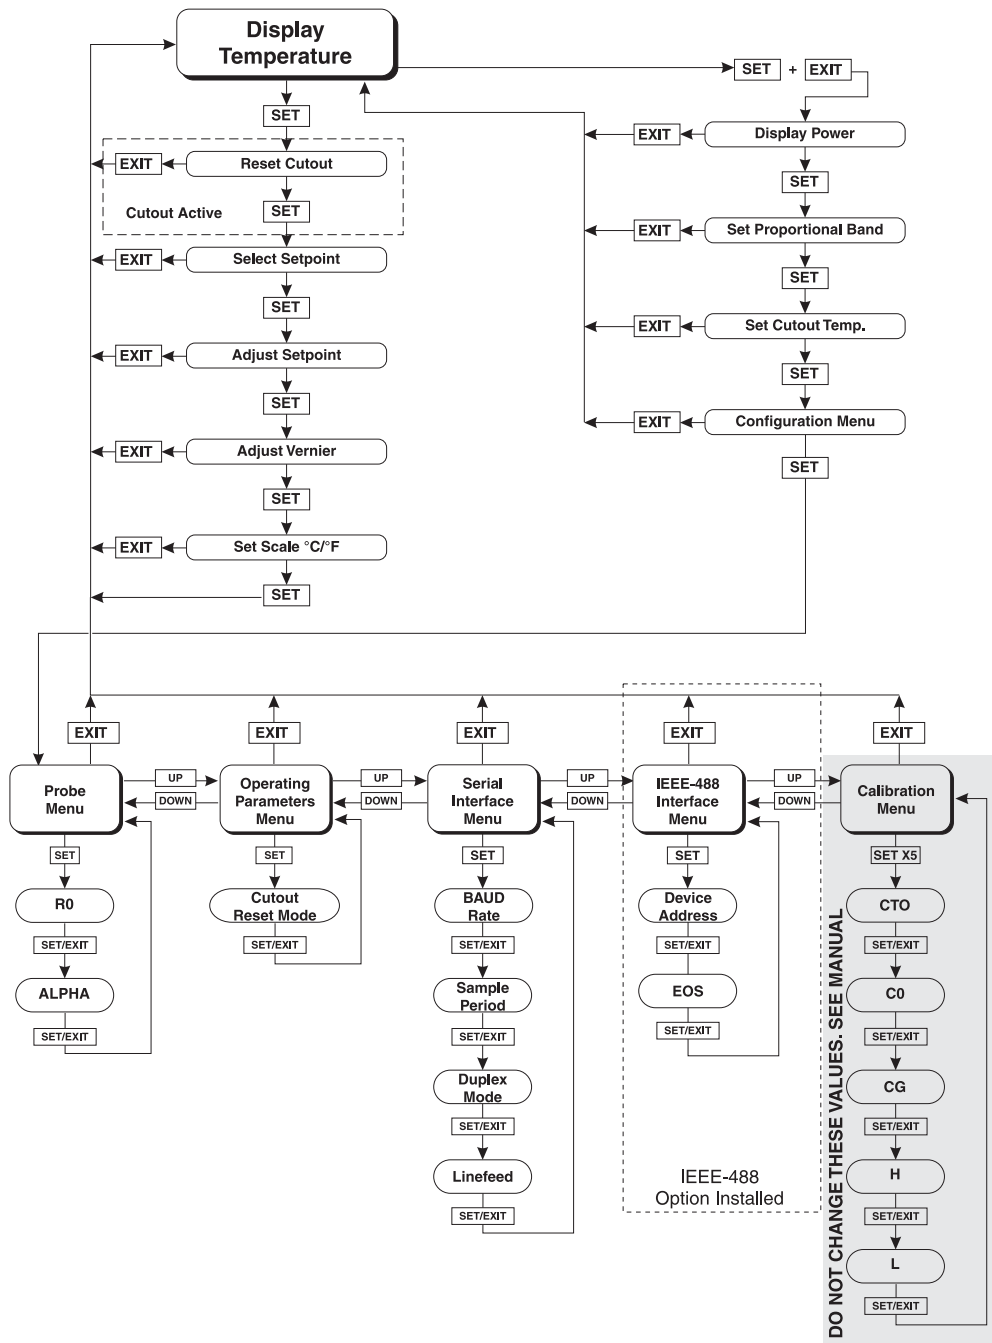 Display
Temperature
SET + EXIT
SET
EXIT Reset Cutout
SET
Cutout Active
EXIT Select Setpoint
SET
EXIT Adjust Setpoint
SET
EXIT Adjust Vernier
SET
EXIT Set Scale °C/°F
SET
EXIT Display Power
SET
EXIT Set Proportional Band
SET
EXIT Set Cutout Temp.
SET
EXIT Configuration Menu
SET
EXIT
Probe
Menu
UP
DOWN
SET
R0
SET/EXIT
ALPHA
SET/EXIT
EXIT
Operating
Parameters
Menu
UP
DOWN
SET
Cutout
Reset Mode
SET/EXIT
EXIT
Serial
Interface
Menu
UP
DOWN
SET
BAUD
Rate
SET/EXIT
Sample
Period
SET/EXIT
Duplex
Mode
SET/EXIT
Linefeed
SET/EXIT
EXIT
IEEE-488
Interface
Menu
UP
DOWN
SET
Device
Address
SET/EXIT
EOS
SET/EXIT
IEEE-488
Option Installed
EXIT
Calibration
Menu
SET X5
CTO
SET/EXIT
C0
SET/EXIT
CG
SET/EXIT
H
SET/EXIT
L
SET/EXIT
DO NOT CHANGE THESE VALUES. SEE MANUAL